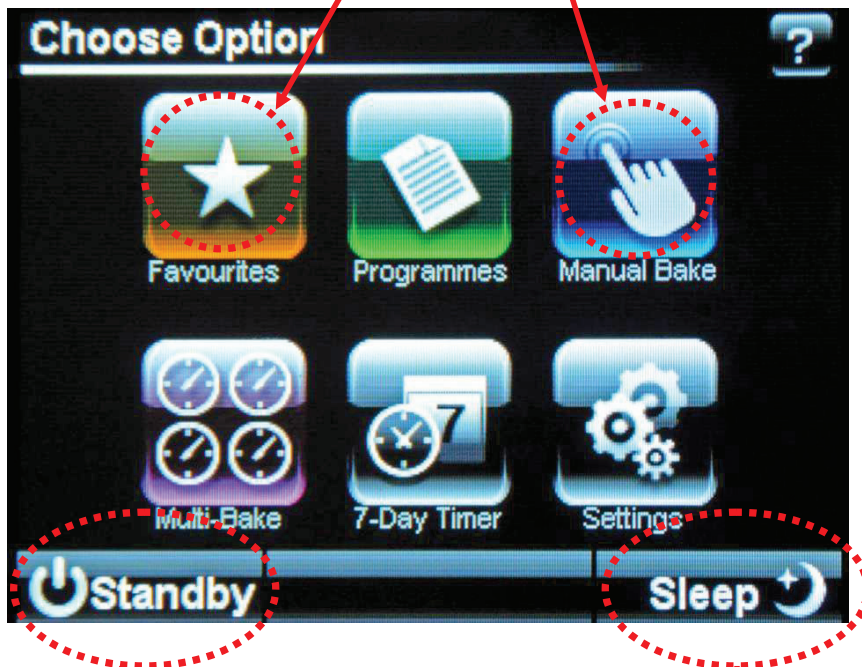 Choose Option
?
Favourites Programmes Manual Bake
7
Multi-Bake 7-Day Timer Settings
Standby Sleep